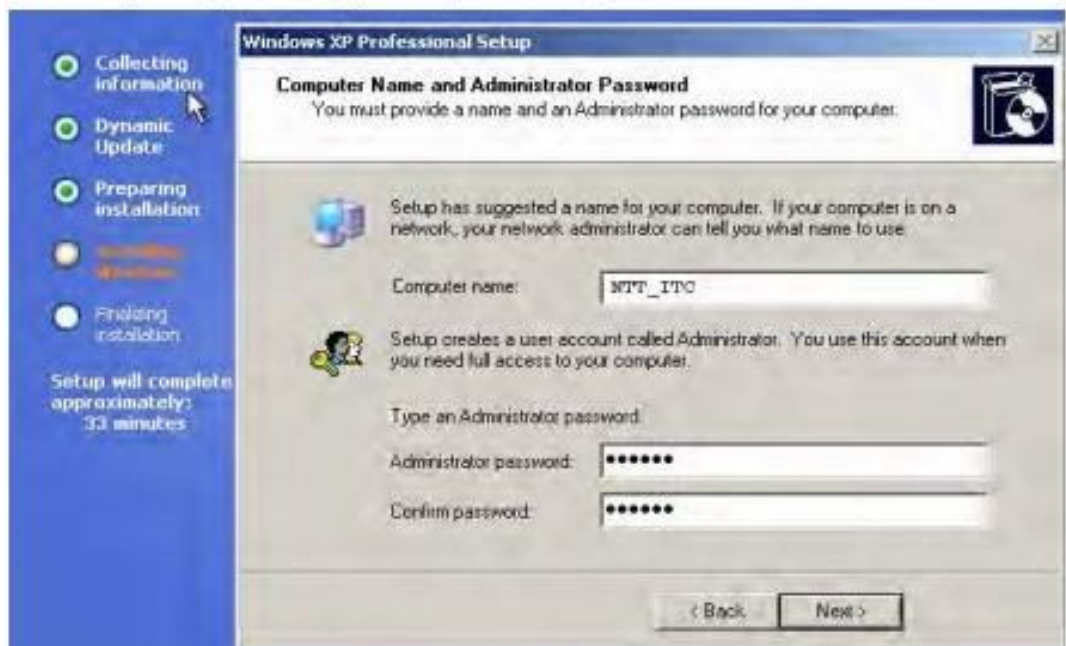 Collecting
information
Dynamic
Update
Preparing
installation
Installing
Windows
Finalizing
installation
Setup will complete
approximately:
33 minutes
Windows XP Professional Setup
Computer Name and Administrator Password
You must provide a name and an Administrator password for your computer.
Setup has suggested a name for your computer. If your computer is on a
network, your network administrator can tell you what name to use
Computer name:
NTT_ITC
Setup creates a user account called Administrator. You use this account when
you need full access to your computer.
Type an Administrator password.
Administrator password:
••••••
Confirm password:
••••••
< Back
Next >